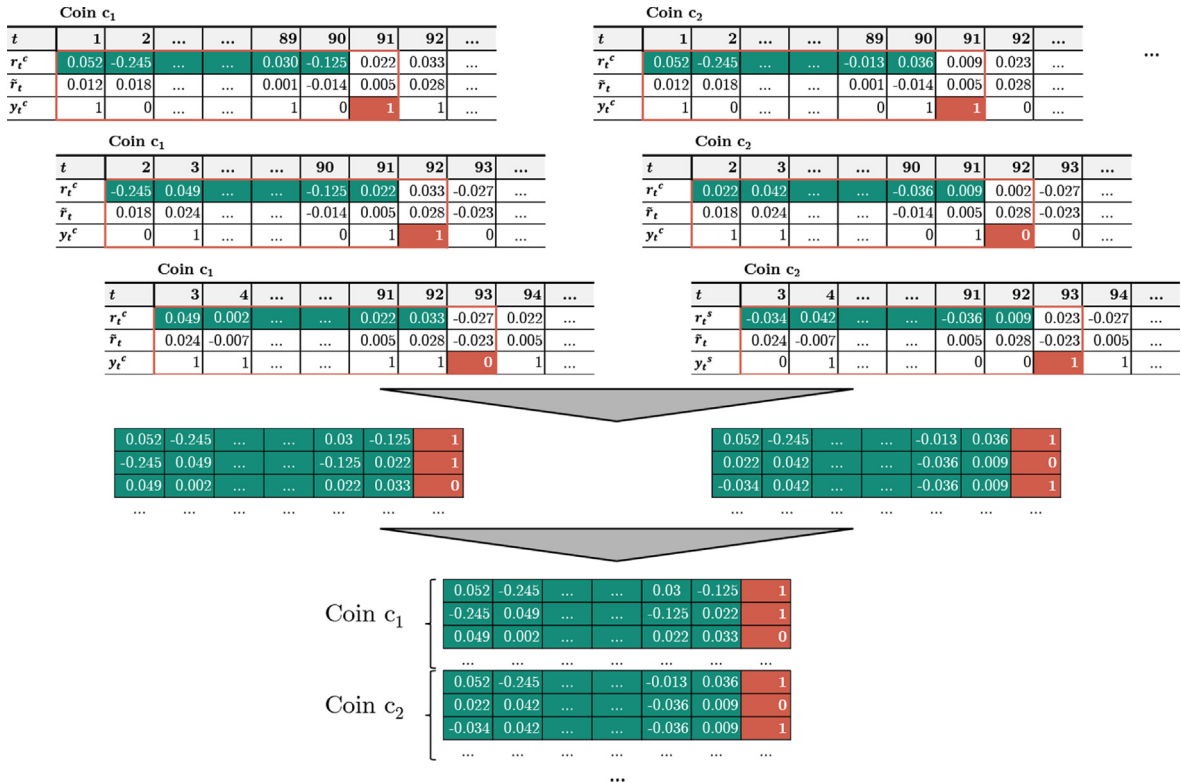 Coin c₁
t 1 2 ... ... 89 90 91 92 ...
rₜᶜ 0.052 -0.245 ... ... 0.030 -0.125 0.022 0.033 ...
r̃ₜ 0.012 0.018 ... ... 0.001 -0.014 0.005 0.028 ...
yₜᶜ 1 0 ... ... 1 0 1 1 ...
Coin c₂
t 1 2 ... ... 89 90 91 92 ...
rₜᶜ 0.052 -0.245 ... ... -0.013 0.036 0.009 0.023 ...
r̃ₜ 0.012 0.018 ... ... 0.001 -0.014 0.005 0.028 ...
yₜᶜ 1 0 ... ... 0 1 1 1 ...
...
Coin c₁
t 2 3 ... ... 90 91 92 93 ...
rₜᶜ -0.245 0.049 ... ... -0.125 0.022 0.033 -0.027 ...
r̃ₜ 0.018 0.024 ... ... -0.014 0.005 0.028 -0.023 ...
yₜᶜ 0 1 ... ... 0 1 1 0 ...
Coin c₂
t 2 3 ... ... 90 91 92 93 ...
rₜᶜ 0.022 0.042 ... ... -0.036 0.009 0.002 -0.027 ...
r̃ₜ 0.018 0.024 ... ... -0.014 0.005 0.028 -0.023 ...
yₜᶜ 1 1 ... ... 0 1 0 0 ...
Coin c₁
t 3 4 ... ... 91 92 93 94 ...
rₜᶜ 0.049 0.002 ... ... 0.022 0.033 -0.027 0.022 ...
r̃ₜ 0.024 -0.007 ... ... 0.005 0.028 -0.023 0.005 ...
yₜᶜ 1 1 ... ... 1 1 0 1 ...
Coin c₂
t 3 4 ... ... 91 92 93 94 ...
rₜˢ -0.034 0.042 ... ... -0.036 0.009 0.023 -0.027 ...
r̃ₜ 0.024 -0.007 ... ... 0.005 0.028 -0.023 0.005 ...
yₜˢ 0 1 ... ... 0 0 1 1 ...
0.052 -0.245 ... ... 0.03 -0.125 1
-0.245 0.049 ... ... -0.125 0.022 1
0.049 0.002 ... ... 0.022 0.033 0
... ... ... ... ... ... ...
0.052 -0.245 ... ... -0.013 0.036 1
0.022 0.042 ... ... -0.036 0.009 0
-0.034 0.042 ... ... -0.036 0.009 1
... ... ... ... ... ... ...
Coin c₁
0.052 -0.245 ... ... 0.03 -0.125 1
-0.245 0.049 ... ... -0.125 0.022 1
0.049 0.002 ... ... 0.022 0.033 0
... ... ... ... ... ... ...
Coin c₂
0.052 -0.245 ... ... -0.013 0.036 1
0.022 0.042 ... ... -0.036 0.009 0
-0.034 0.042 ... ... -0.036 0.009 1
... ... ... ... ... ... ...
...